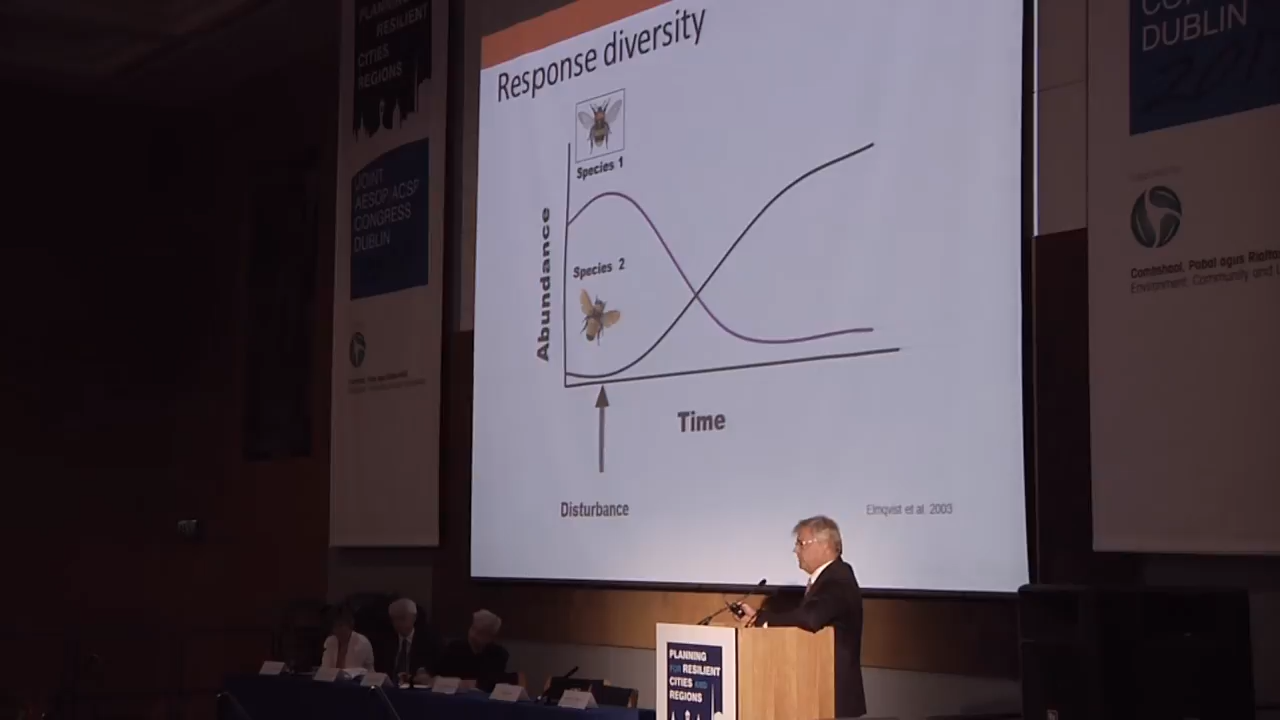 PLANNING
RESILIENT
CITIES
REGIONS
JOINT
AESOP/ACSP
CONGRESS
DUBLIN
Response diversity
Species 1
Species 2
Abundance
Time
Disturbance
Elmqvist et al. 2003
DUBLIN
Comhshaol, Pobal agus Rialtas
Environment, Community and
PLANNING
FOR RESILIENT
CITIES AND
REGIONS